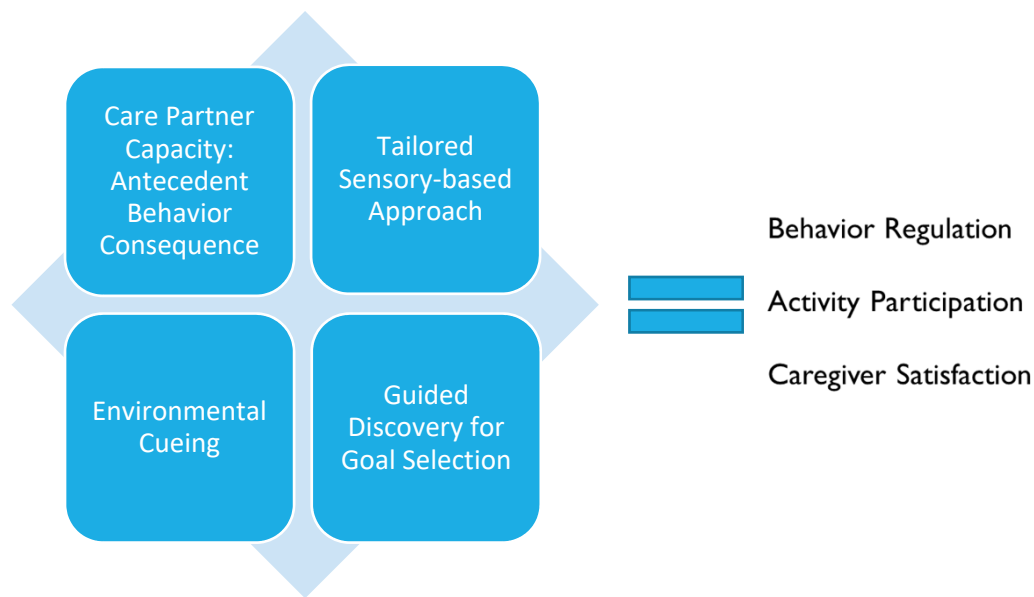 Care Partner
Capacity:
Antecedent
Behavior
Consequence
Tailored
Sensory-based
Approach
Environmental
Cueing
Guided
Discovery for
Goal Selection
Behavior Regulation
Activity Participation
Caregiver Satisfaction